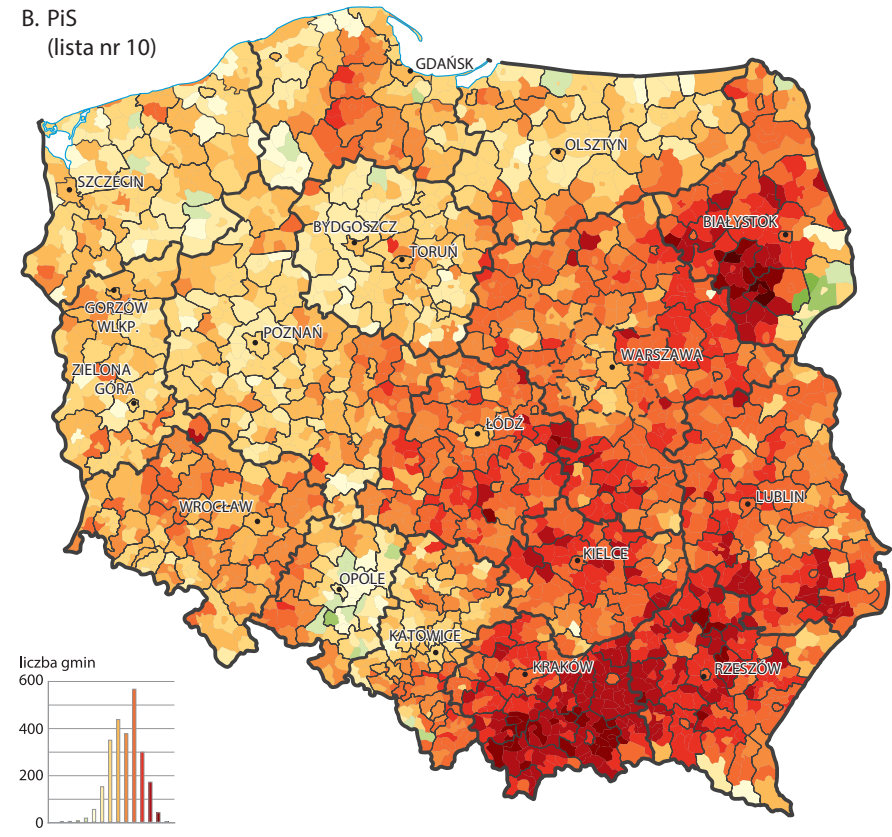 B. PiS
(lista nr 10)
GDAŃSK
OLSZTYN
SZCZECIN
BIAŁYSTOK
BYDGOSZCZ
TORUŃ
GORZÓW
WLKP.
POZNAŃ
WARSZAWA
ZIELONA
GÓRA
ŁÓDŹ
LUBLIN
WROCŁAW
KIELCE
OPOLE
KATOWICE
KRAKÓW
RZESZÓW
liczba gmin
600
400
200
0